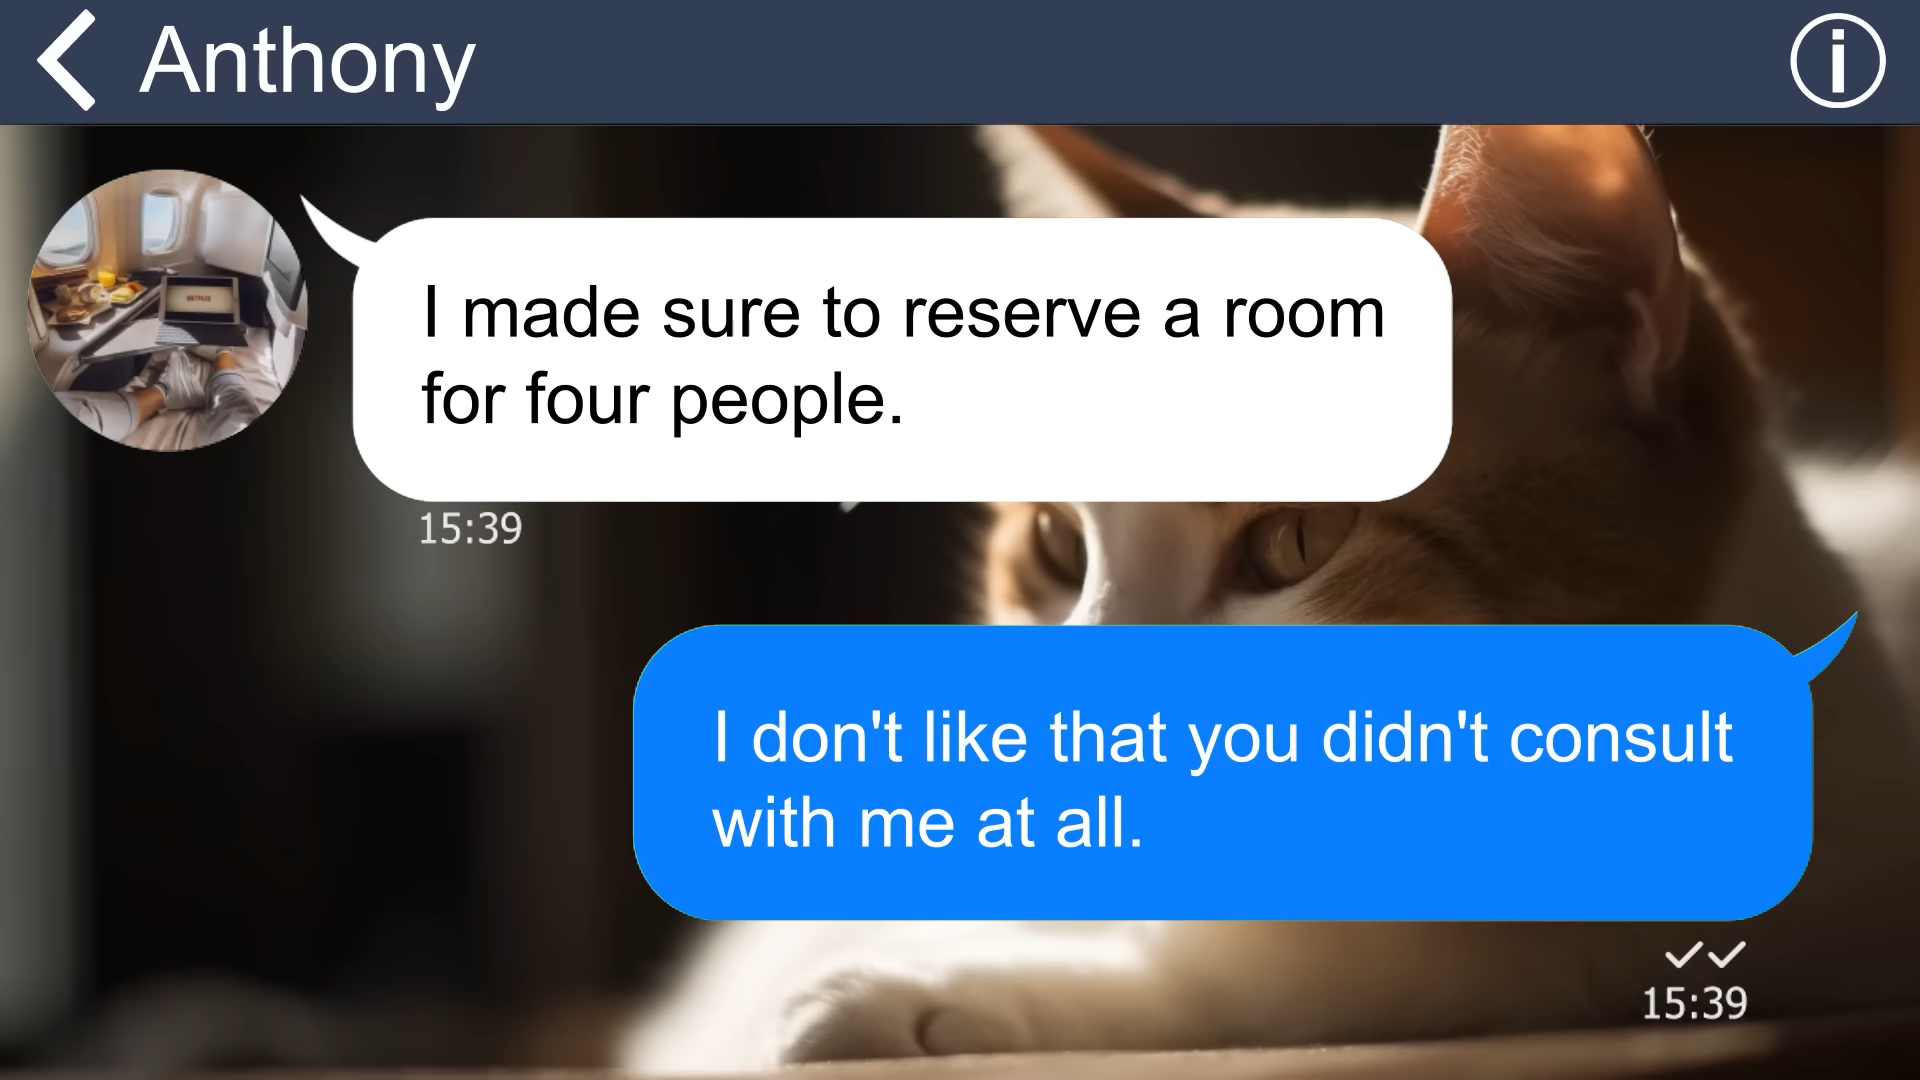 Anthony
NETFLIX
I made sure to reserve a room
for four people.
15:39
I don't like that you didn't consult
with me at all.
15:39